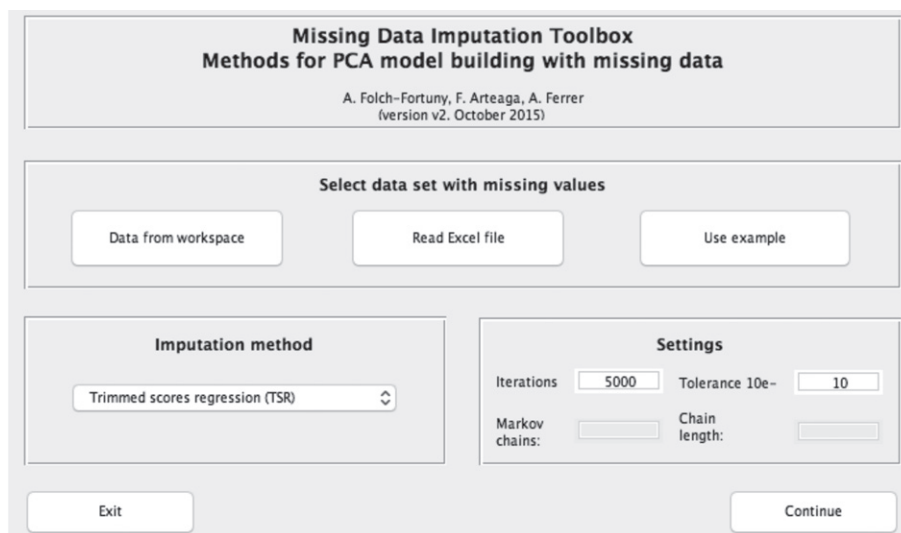 Missing Data Imputation Toolbox
Methods for PCA model building with missing data
A. Folch-Fortuny, F. Arteaga, A. Ferrer
(version v2. October 2015)
Select data set with missing values
Data from workspace
Read Excel file
Use example
Imputation method
Trimmed scores regression (TSR)
Settings
Iterations 5000 Tolerance 10e- 10
Markov
chains:
Chain
length:
Exit
Continue